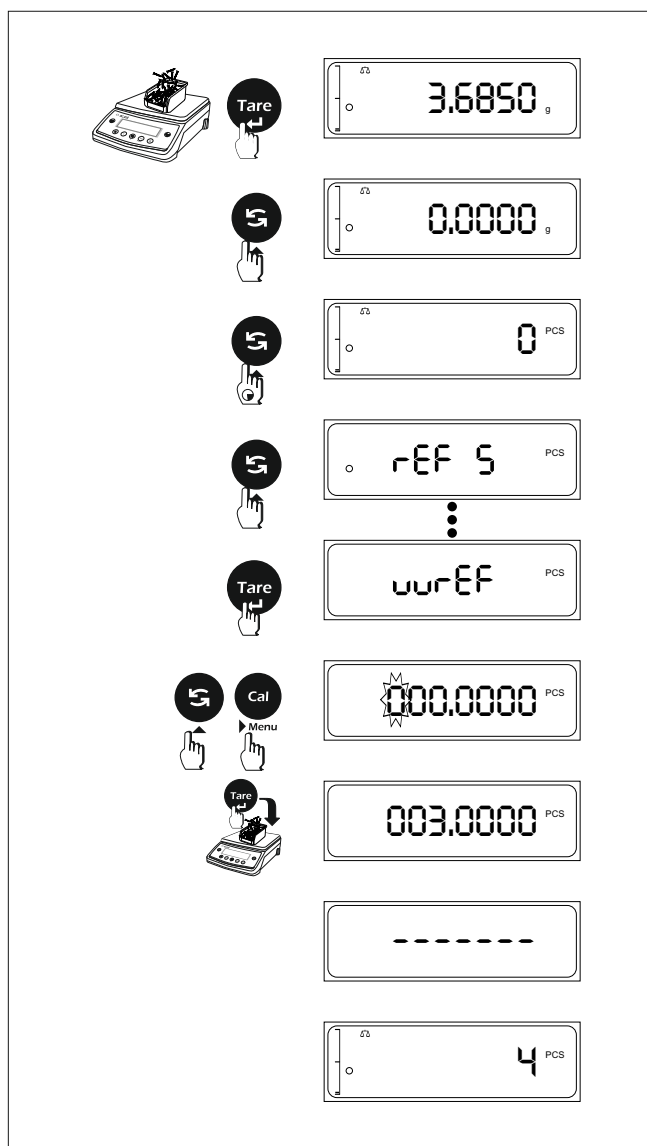 Tare
3.6850 g
0.0000 g
0 PCS
rEF 5 PCS
Tare
uurEF PCS
Cal
Menu
000.0000 PCS
Tare
003.0000 PCS
-------
4 PCS